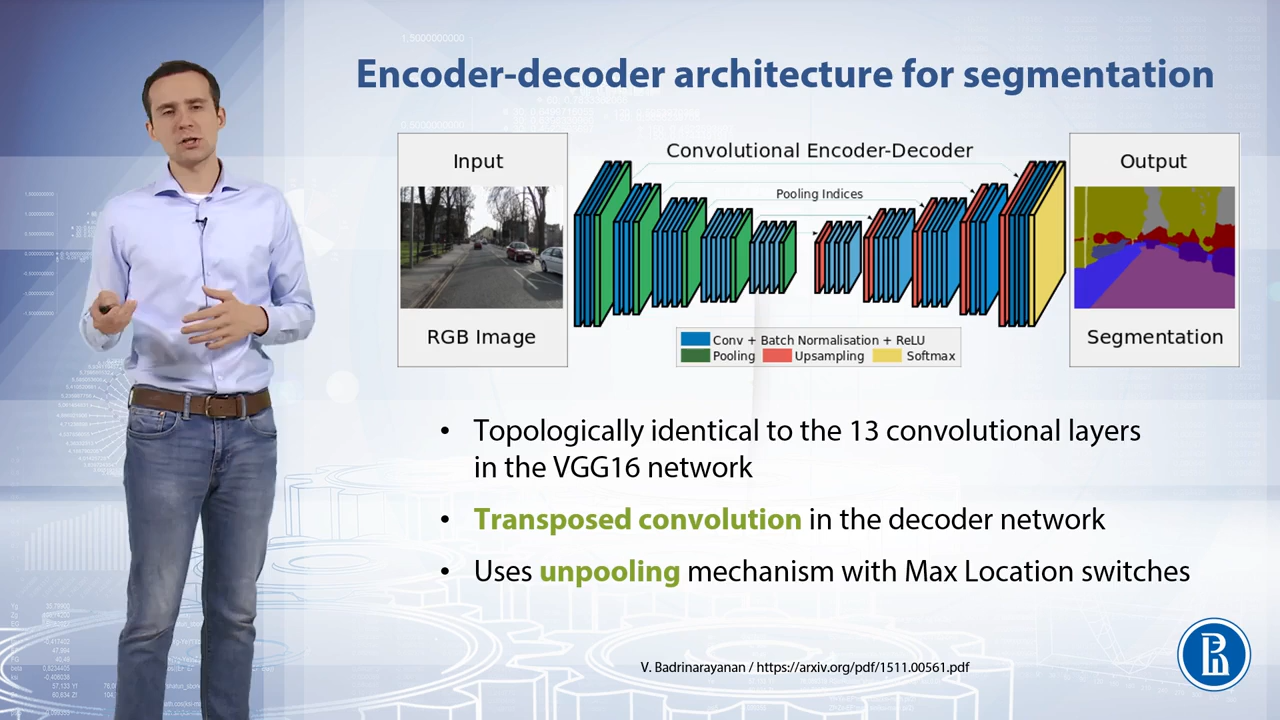 Encoder-decoder architecture for segmentation
Input
RGB Image
Convolutional Encoder-Decoder
Pooling Indices
Output
Segmentation
Conv + Batch Normalisation + ReLU
Pooling
Upsampling
Softmax
• Topologically identical to the 13 convolutional layers
in the VGG16 network
• Transposed convolution in the decoder network
• Uses unpooling mechanism with Max Location switches
V. Badrinarayanan / https://arxiv.org/pdf/1511.00561.pdf